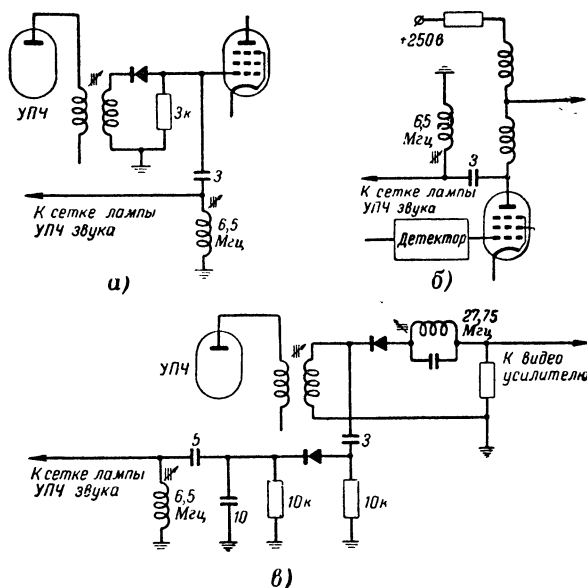 УПЧ
3к
3
К сетке лампы
УПЧ звука
6,5
Мгц
а)
+250в
6,5
Мгц
3
К сетке лампы
УПЧ звука
Детектор
б)
УПЧ
27,75
Мгц
К видео
усилителю
3
5
К сетке лампы
УПЧ звука
6,5
Мгц
10
10к
10к
в)